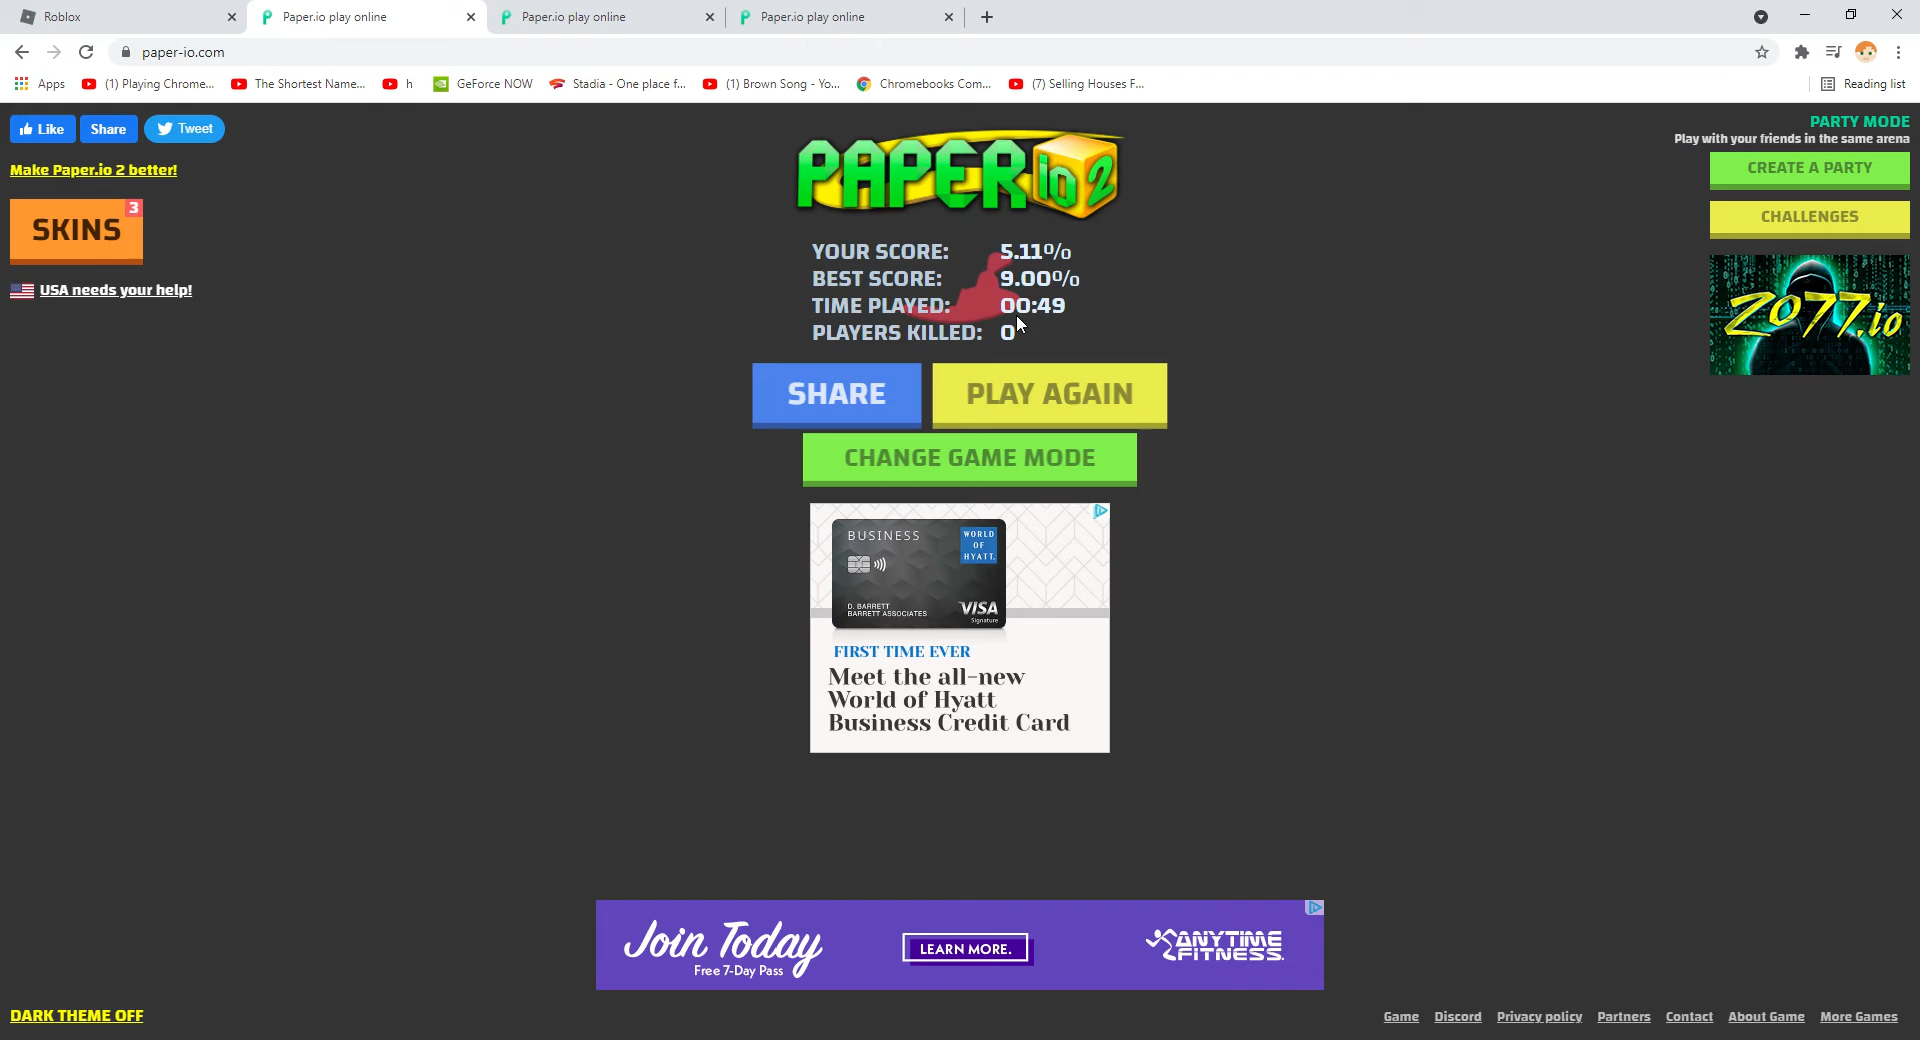 Roblox
Paper.io play online
Paper.io play online
Paper.io play online
paper-io.com
Apps
(1) Playing Chrome...
The Shortest Name...
h
GeForce NOW
Stadia - One place f...
(1) Brown Song - Yo...
Chromebooks Com...
(7) Selling Houses F...
Reading list
Like
Share
Tweet
Make Paper.io 2 better!
SKINS
3
USA needs your help!
PAPER io 2
YOUR SCORE: 5.11%
BEST SCORE: 9.00%
TIME PLAYED: 00:49
PLAYERS KILLED: 0
SHARE
PLAY AGAIN
CHANGE GAME MODE
PARTY MODE
Play with your friends in the same arena
CREATE A PARTY
CHALLENGES
2077.io
BUSINESS
WORLD
OF
HYATT.
D. BARRETT
BARRETT ASSOCIATES
VISA
Signature
FIRST TIME EVER
Meet the all-new
World of Hyatt
Business Credit Card
Join Today
Free 7-Day Pass
LEARN MORE.
ANYTIME
FITNESS.
DARK THEME OFF
Game
Discord
Privacy policy
Partners
Contact
About Game
More Games